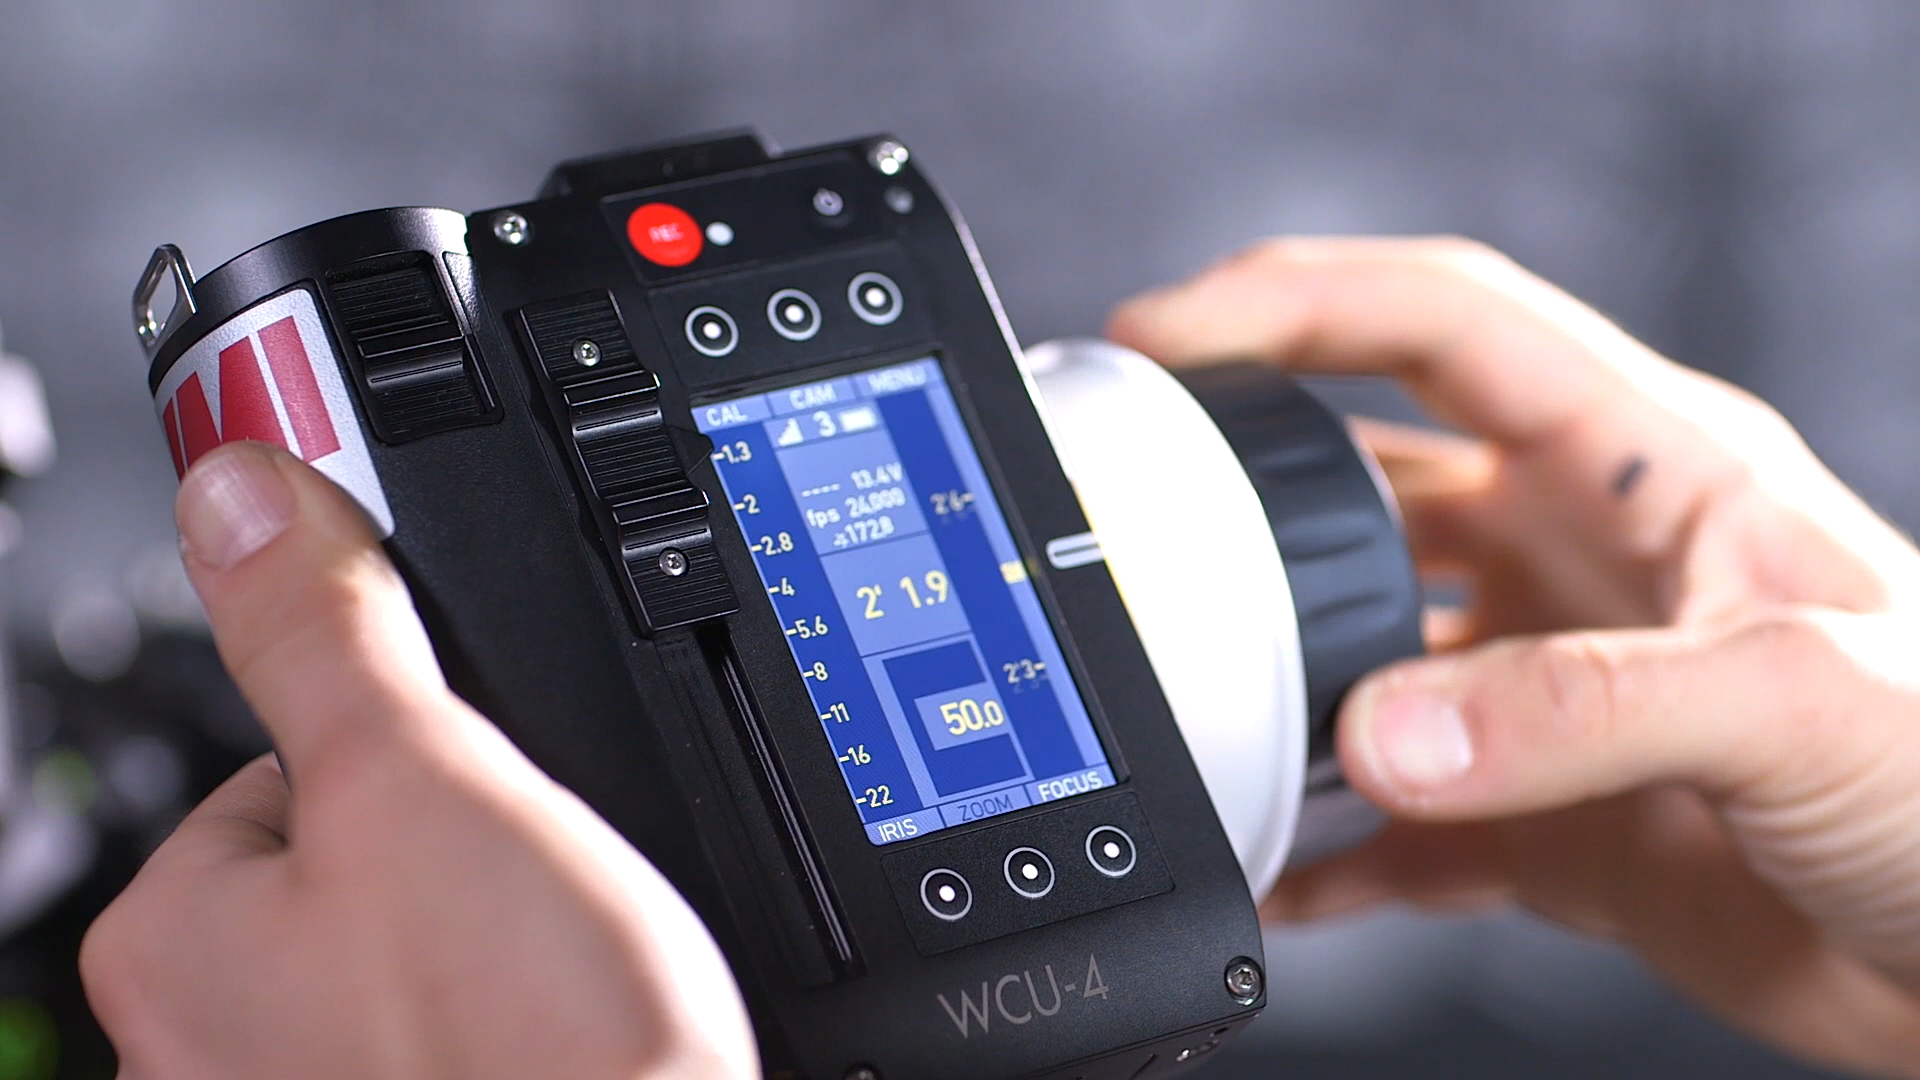 REC
CAL CAM MENU
3
-1.3
-2
-2.8
-4
-5.6
-8
-11
-16
-22
---- 13.4V
fps 24,000
172.8
2' 1.9
50.0
2'6-
2'3-
IRIS ZOOM FOCUS
WCU-4